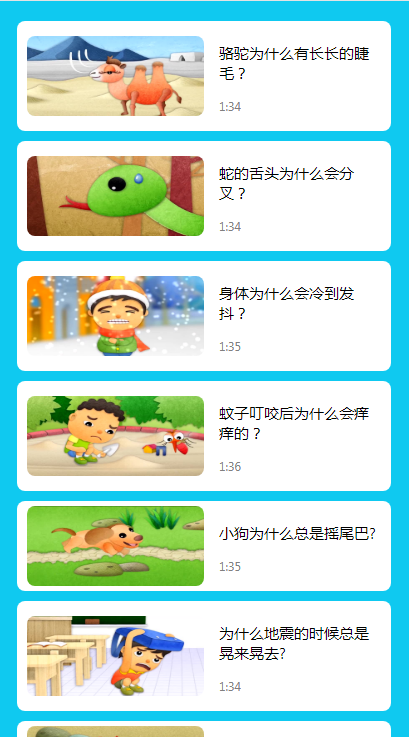 骆驼为什么有长长的睫
毛？
1:34
蛇的舌头为什么会分
叉？
1:34
身体为什么会冷到发
抖？
1:35
蚊子叮咬后为什么会痒
痒的？
1:36
小狗为什么总是摇尾巴?
1:35
为什么地震的时候总是
晃来晃去?
1:34